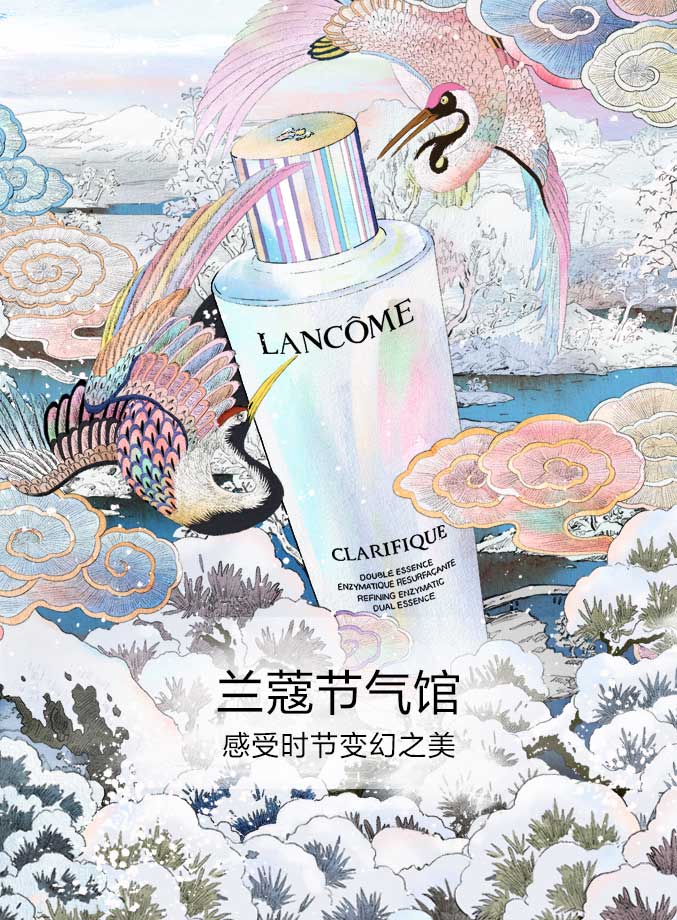 LANCÔME
CLARIFIQUE
DOUBLE ESSENCE
ENZYMATIQUE RESURFAÇANTE
REFINING ENZYMATIC
DUAL ESSENCE
兰蔻节气馆
感受时节变幻之美